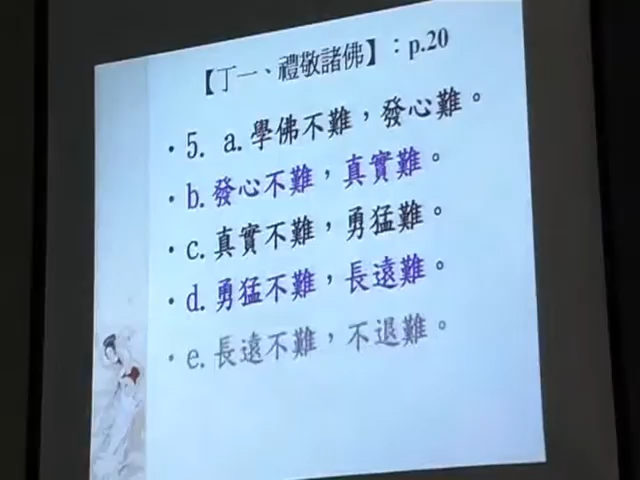 【丁一、禮敬諸佛】：p.20
・5. a.學佛不難，發心難。
・b.發心不難，真實難。
・c.真實不難，勇猛難。
・d.勇猛不難，長遠難。
・e.長遠不難，不退難。